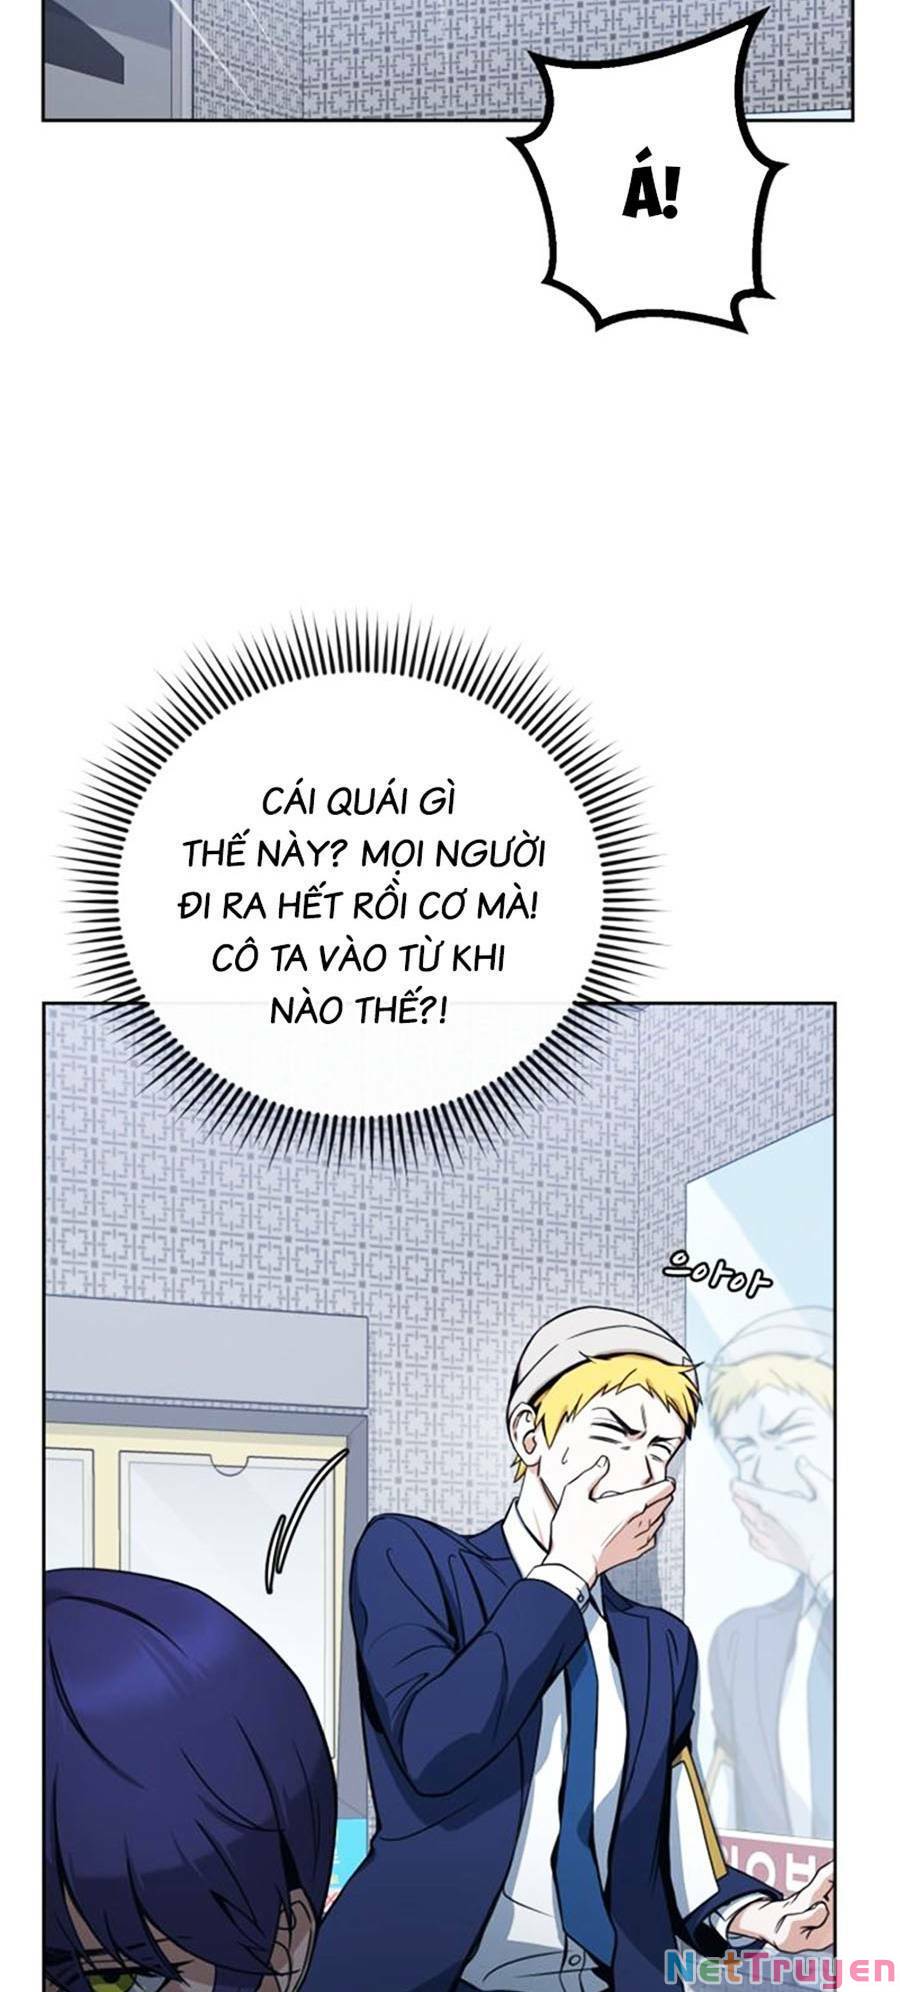 Á!
CÁI QUÁI GÌ
THẾ NÀY? MỌI NGƯỜI
ĐI RA HẾT RỒI CƠ MÀ!
CÔ TA VÀO TỪ KHI
NÀO THẾ?!
으아아
NetTruyen